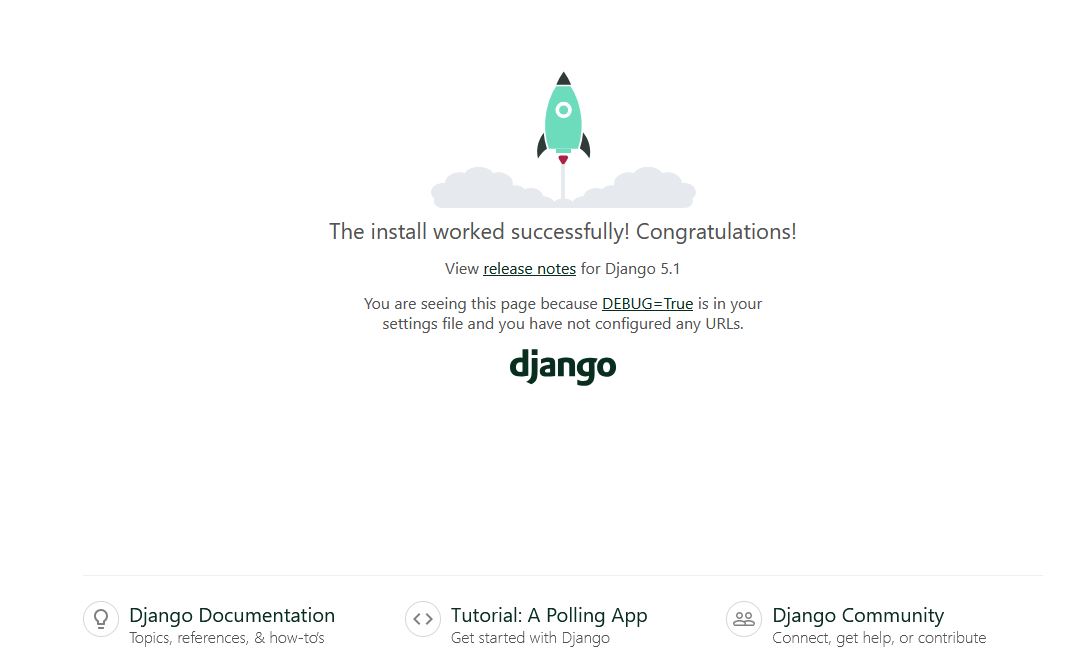 The install worked successfully! Congratulations!
View release notes for Django 5.1
You are seeing this page because DEBUG=True is in your
settings file and you have not configured any URLs.
django
Django Documentation
Topics, references, & how-to's
Tutorial: A Polling App
Get started with Django
Django Community
Connect, get help, or contribute